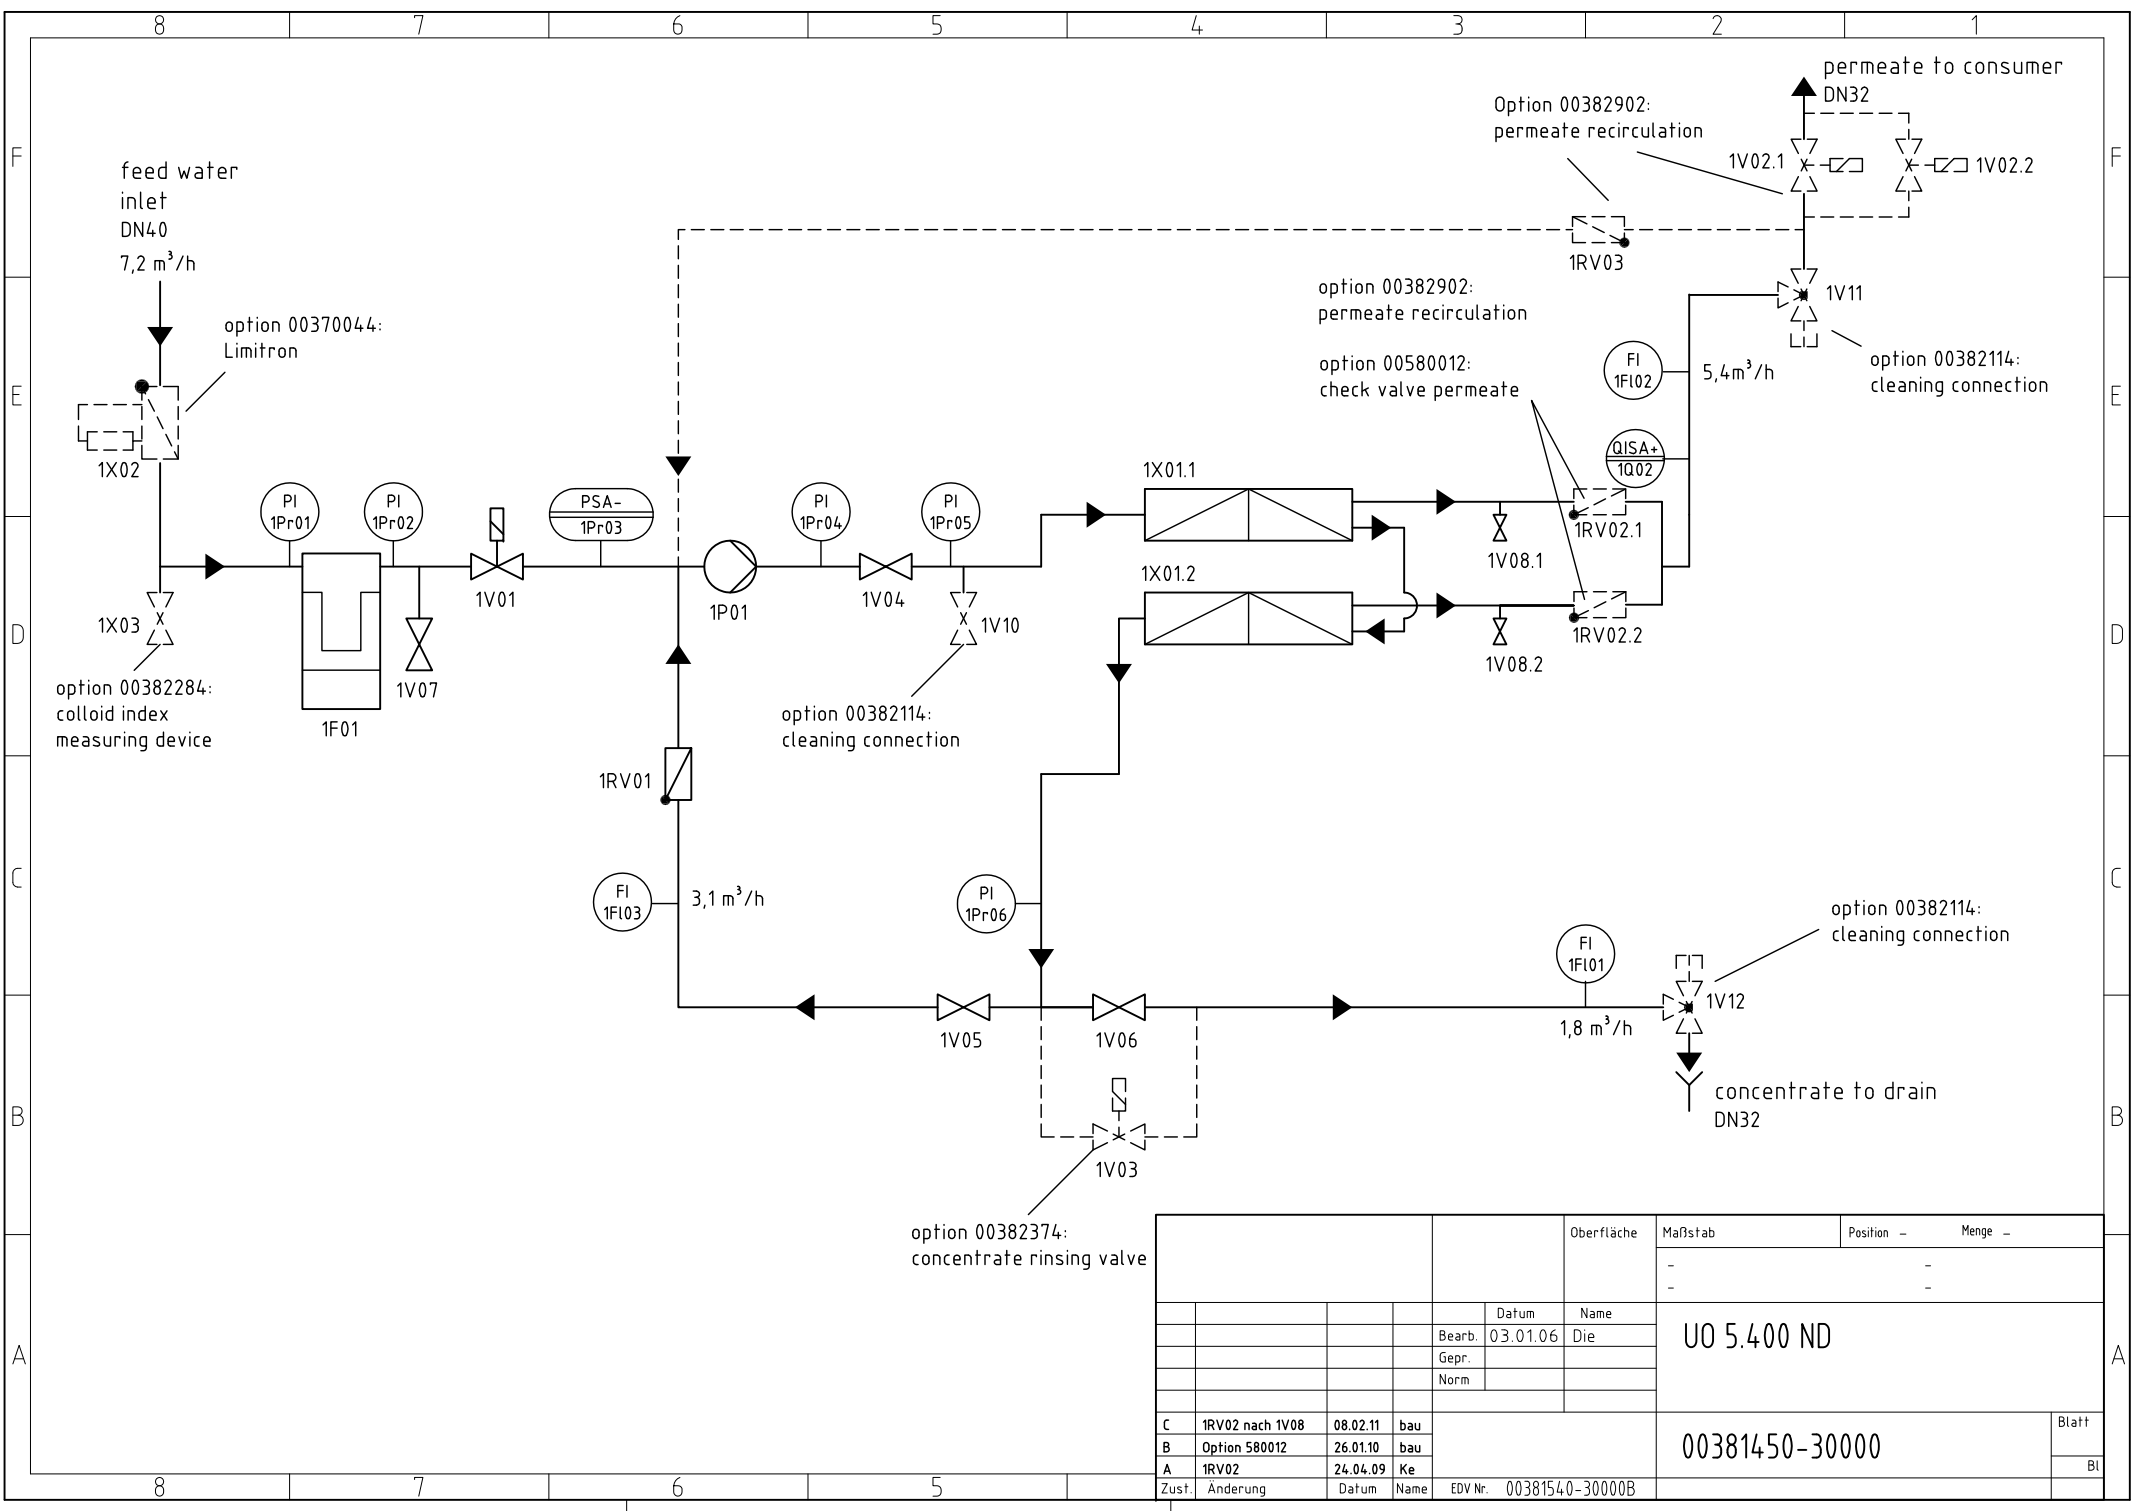 8 7 6 5 4 3 2 1
F
E
D
C
B
A
F
E
D
C
B
A
feed water
inlet
DN40
7,2 m³/h
option 00370044:
Limitron
1X02
1X03
option 00382284:
colloid index
measuring device
PI
1Pr01
1F01
PI
1Pr02
1V07
1V01
PSA-
1Pr03
1P01
PI
1Pr04
1V04
PI
1Pr05
1V10
option 00382114:
cleaning connection
1RV01
FI
1Fl03
3,1 m³/h
1X01.1
1X01.2
PI
1Pr06
1V05
1V06
1V03
option 00382374:
concentrate rinsing valve
1V08.1
1V08.2
1RV02.1
1RV02.2
option 00382902:
permeate recirculation
option 00580012:
check valve permeate
Option 00382902:
permeate recirculation
1RV03
permeate to consumer
DN32
1V02.1
1V02.2
1V11
option 00382114:
cleaning connection
FI
1Fl02
5,4m³/h
QISA+
1Q02
option 00382114:
cleaning connection
FI
1Fl01
1,8 m³/h
1V12
concentrate to drain
DN32
Oberfläche
Maßstab
Position -
Menge -
- -
- -
Datum Name
Bearb. 03.01.06 Die
Gepr.
Norm
UO 5.400 ND
C 1RV02 nach 1V08 08.02.11 bau
B Option 580012 26.01.10 bau
A 1RV02 24.04.09 Ke
Zust. Änderung Datum Name
EDV Nr. 00381540-30000B
00381450-30000
Blatt
Bl
8 7 6 5